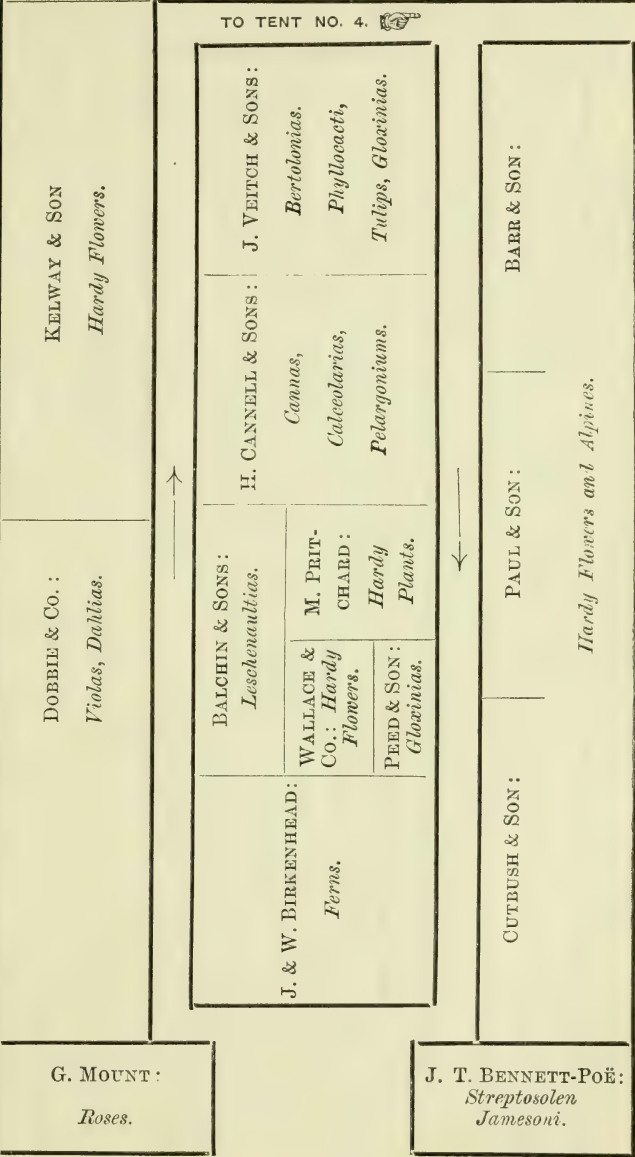 TO TENT NO. 4.
KELWAY & SON
Hardy Flowers.
DOBBIE & CO.:
Violas, Dahlias.
J. VEITCH & SONS:
Bertolonias.
Phyllocacti,
Tulips, Gloxinias.
H. CANNELL & SONS:
Cannas,
Calceolarias,
Pelargoniums.
BALCHIN & SONS:
Leschenaultias.
M. PRIT-
CHARD:
Hardy
Plants.
WALLACE &
CO.: Hardy
Flowers.
PEED & SON:
Gloxinias.
J. & W. BIRKENHEAD:
Ferns.
BARR & SON:
PAUL & SON:
CUTBUSH & SON:
Hardy Flowers and Alpines.
G. MOUNT:
Roses.
J. T. BENNETT-POË:
Streptosolen
Jamesoni.